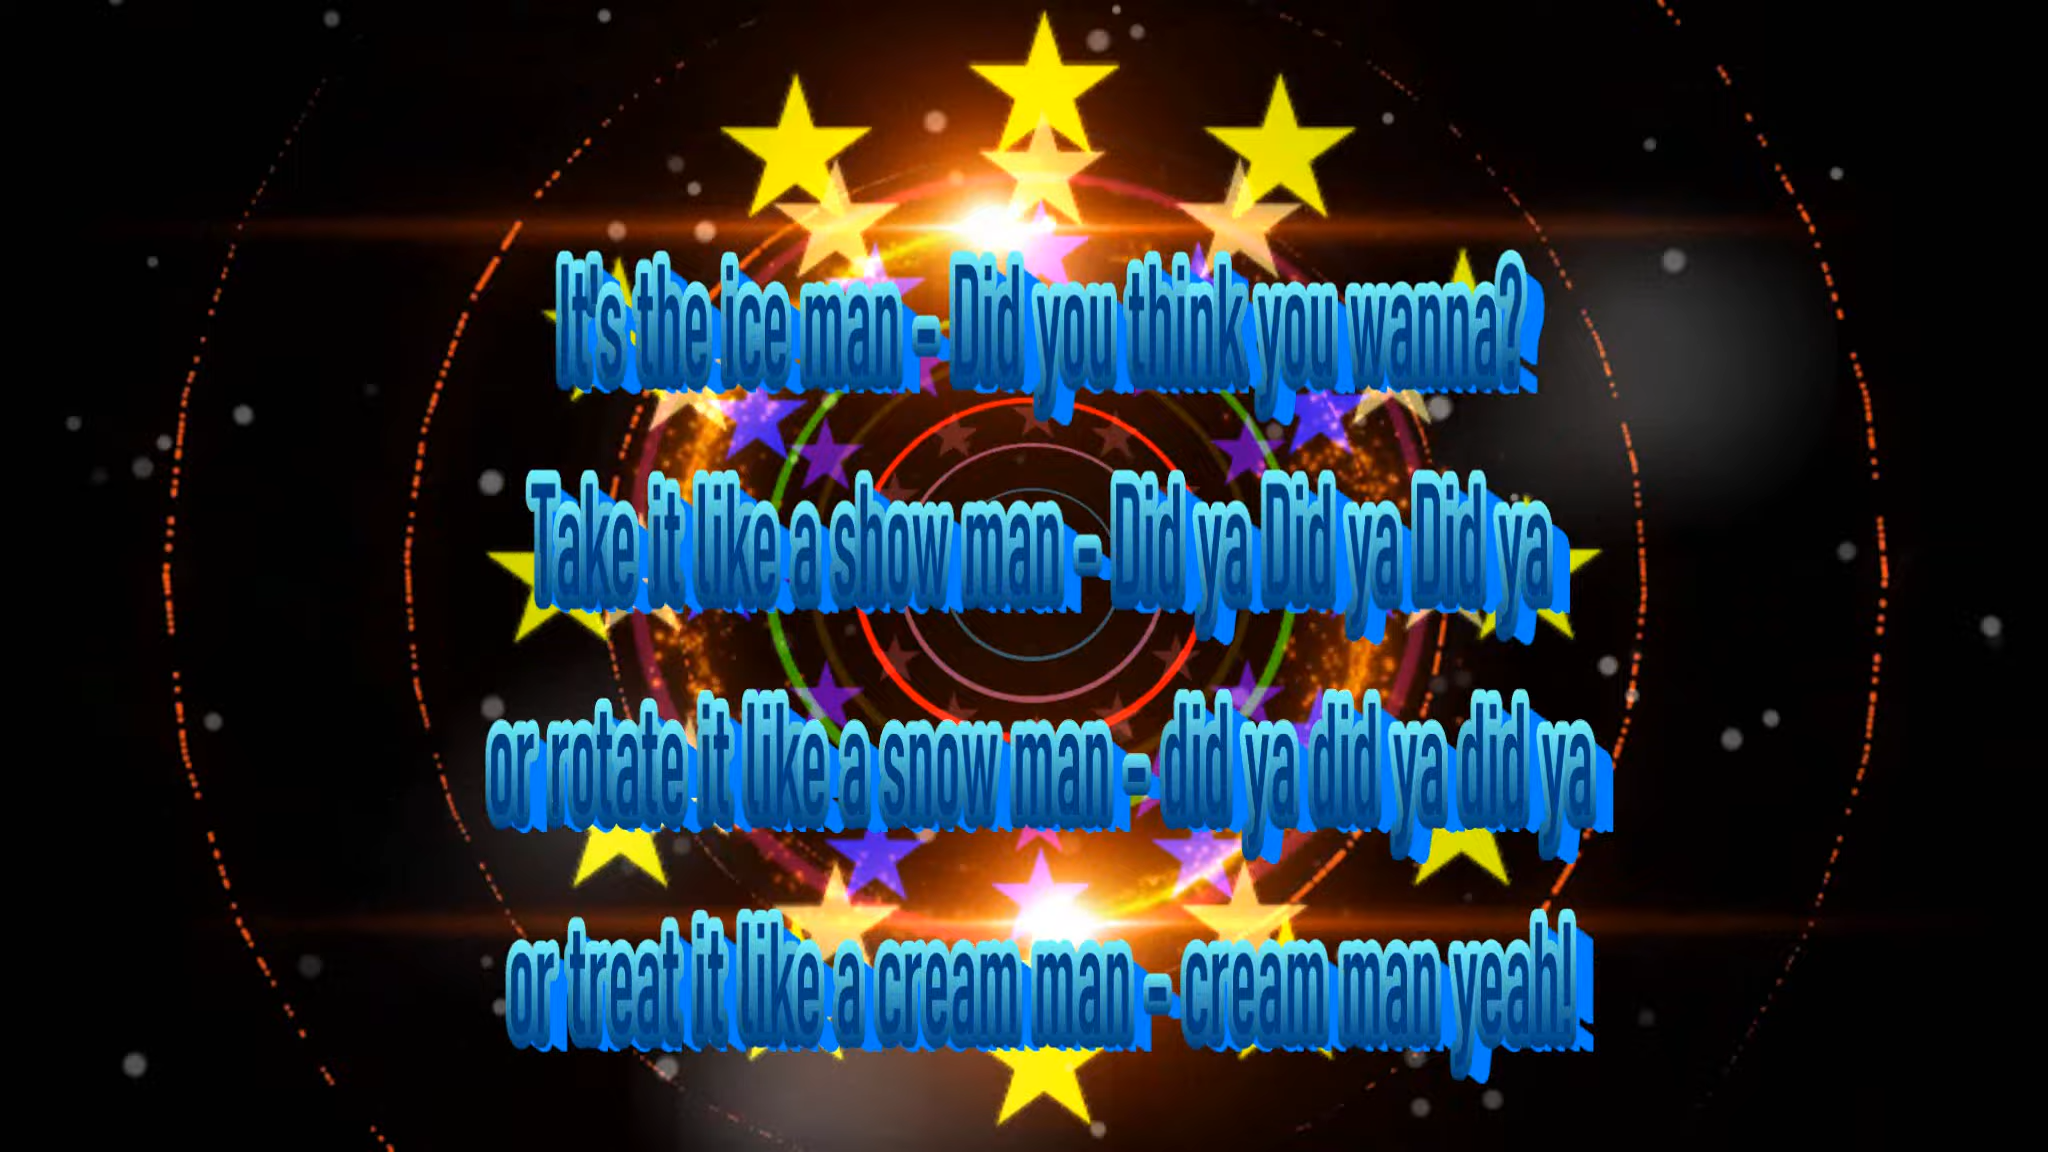 It's the ice man - Did you think you wanna?
Take it like a show man - Did ya Did ya Did ya
or rotate it like a snow man - did ya did ya did ya
or treat it like a cream man - cream man yeah!